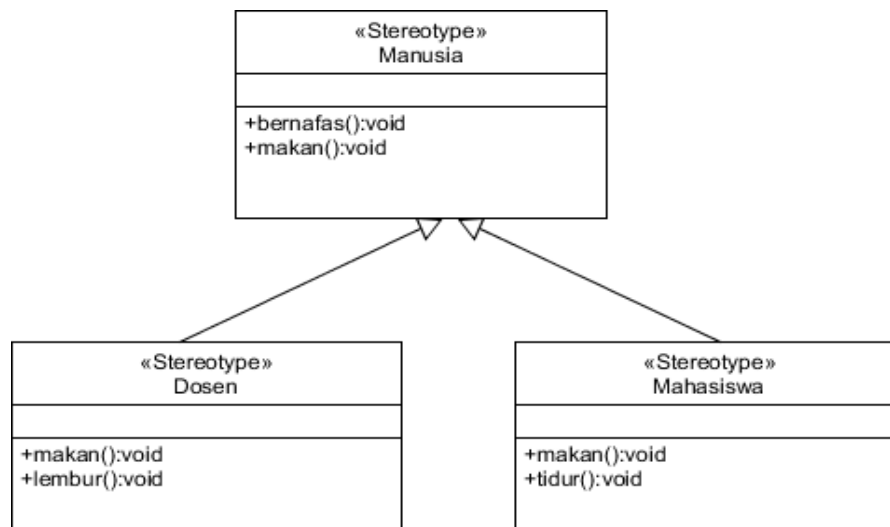 «Stereotype»
Manusia
+bernafas():void
+makan():void
«Stereotype»
Dosen
+makan():void
+lembur():void
«Stereotype»
Mahasiswa
+makan():void
+tidur():void